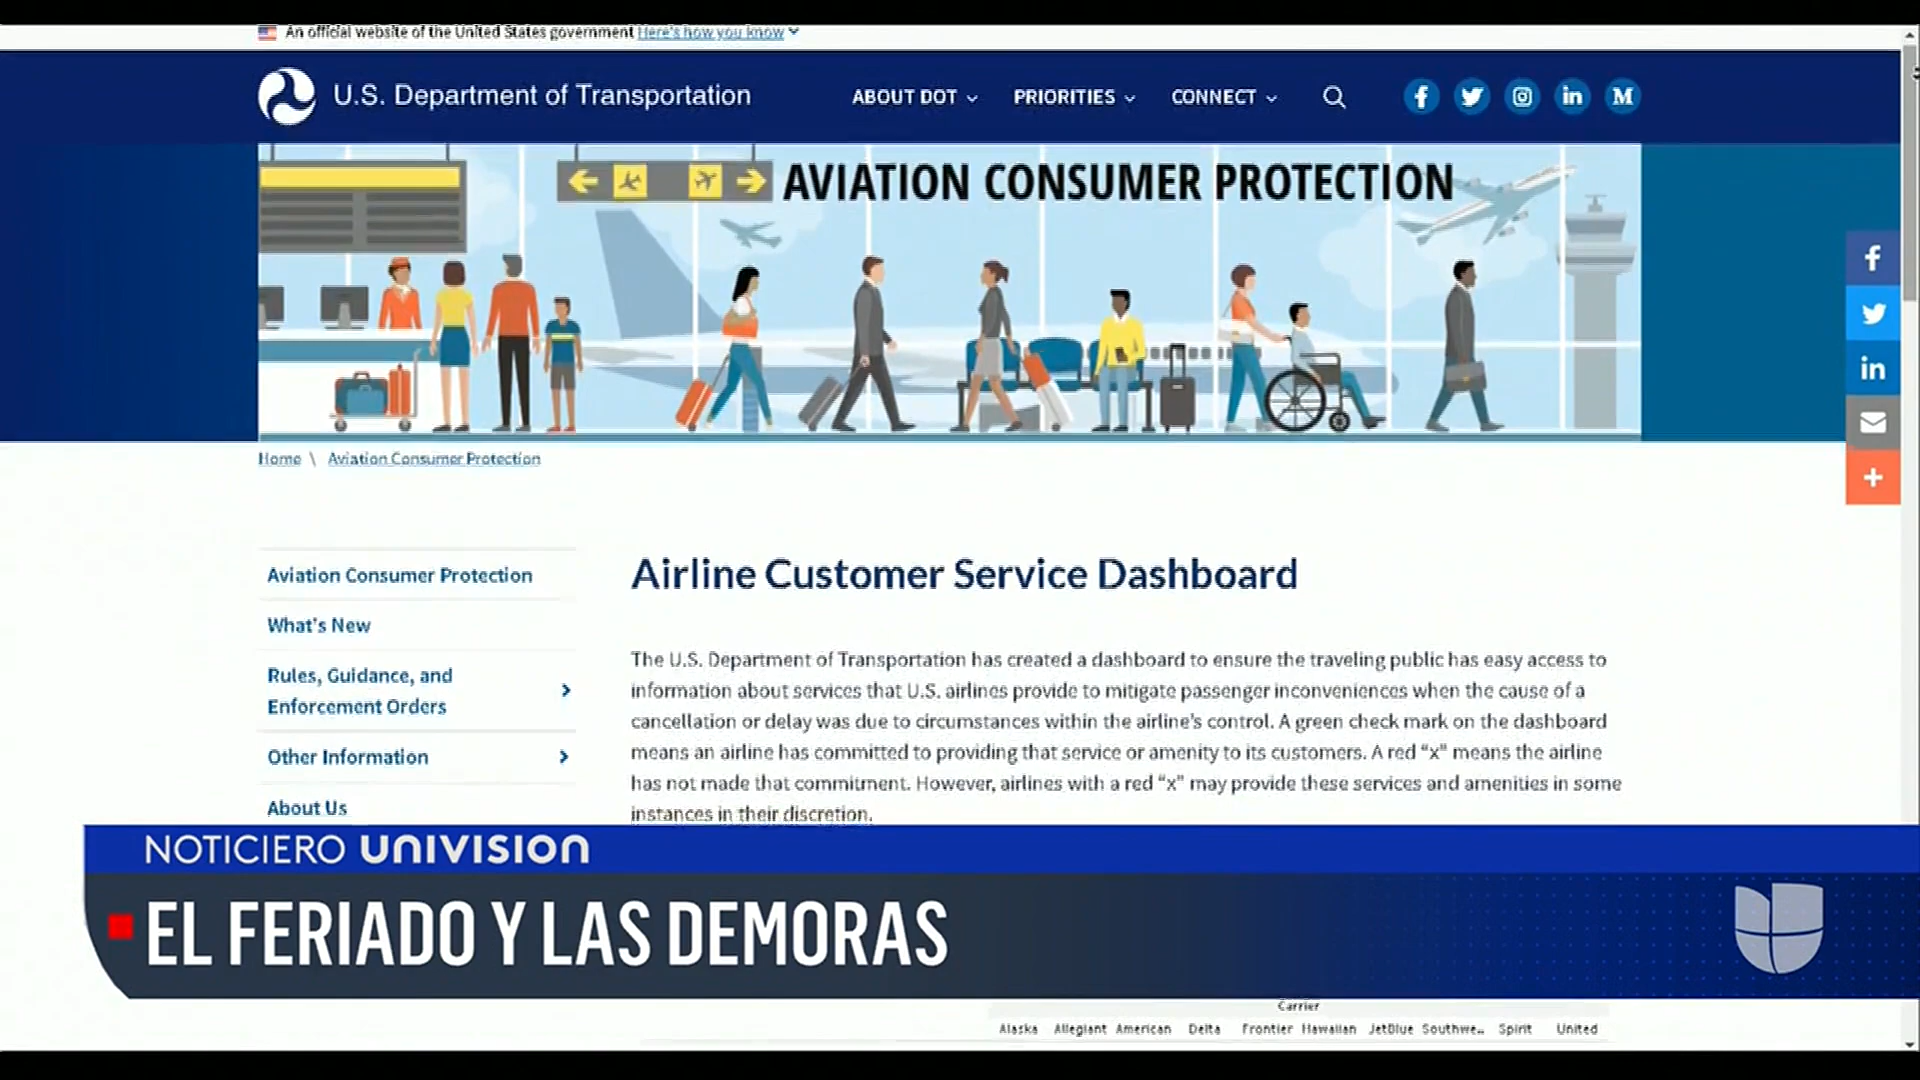 An official website of the United States government Here's how you know
U.S. Department of Transportation
ABOUT DOT
PRIORITIES
CONNECT
AVIATION CONSUMER PROTECTION
Home \ Aviation Consumer Protection
Aviation Consumer Protection
What's New
Rules, Guidance, and
Enforcement Orders
Other Information
About Us
Airline Customer Service Dashboard
The U.S. Department of Transportation has created a dashboard to ensure the traveling public has easy access to
information about services that U.S. airlines provide to mitigate passenger inconveniences when the cause of a
cancellation or delay was due to circumstances within the airline's control. A green check mark on the dashboard
means an airline has committed to providing that service or amenity to its customers. A red "x" means the airline
has not made that commitment. However, airlines with a red "x" may provide these services and amenities in some
instances in their discretion.
NOTICIERO UNIVISION
EL FERIADO Y LAS DEMORAS
Carrier
Alaska Allegiant American Delta Frontier Hawaiian JetBlue Southwe.. Spirit United